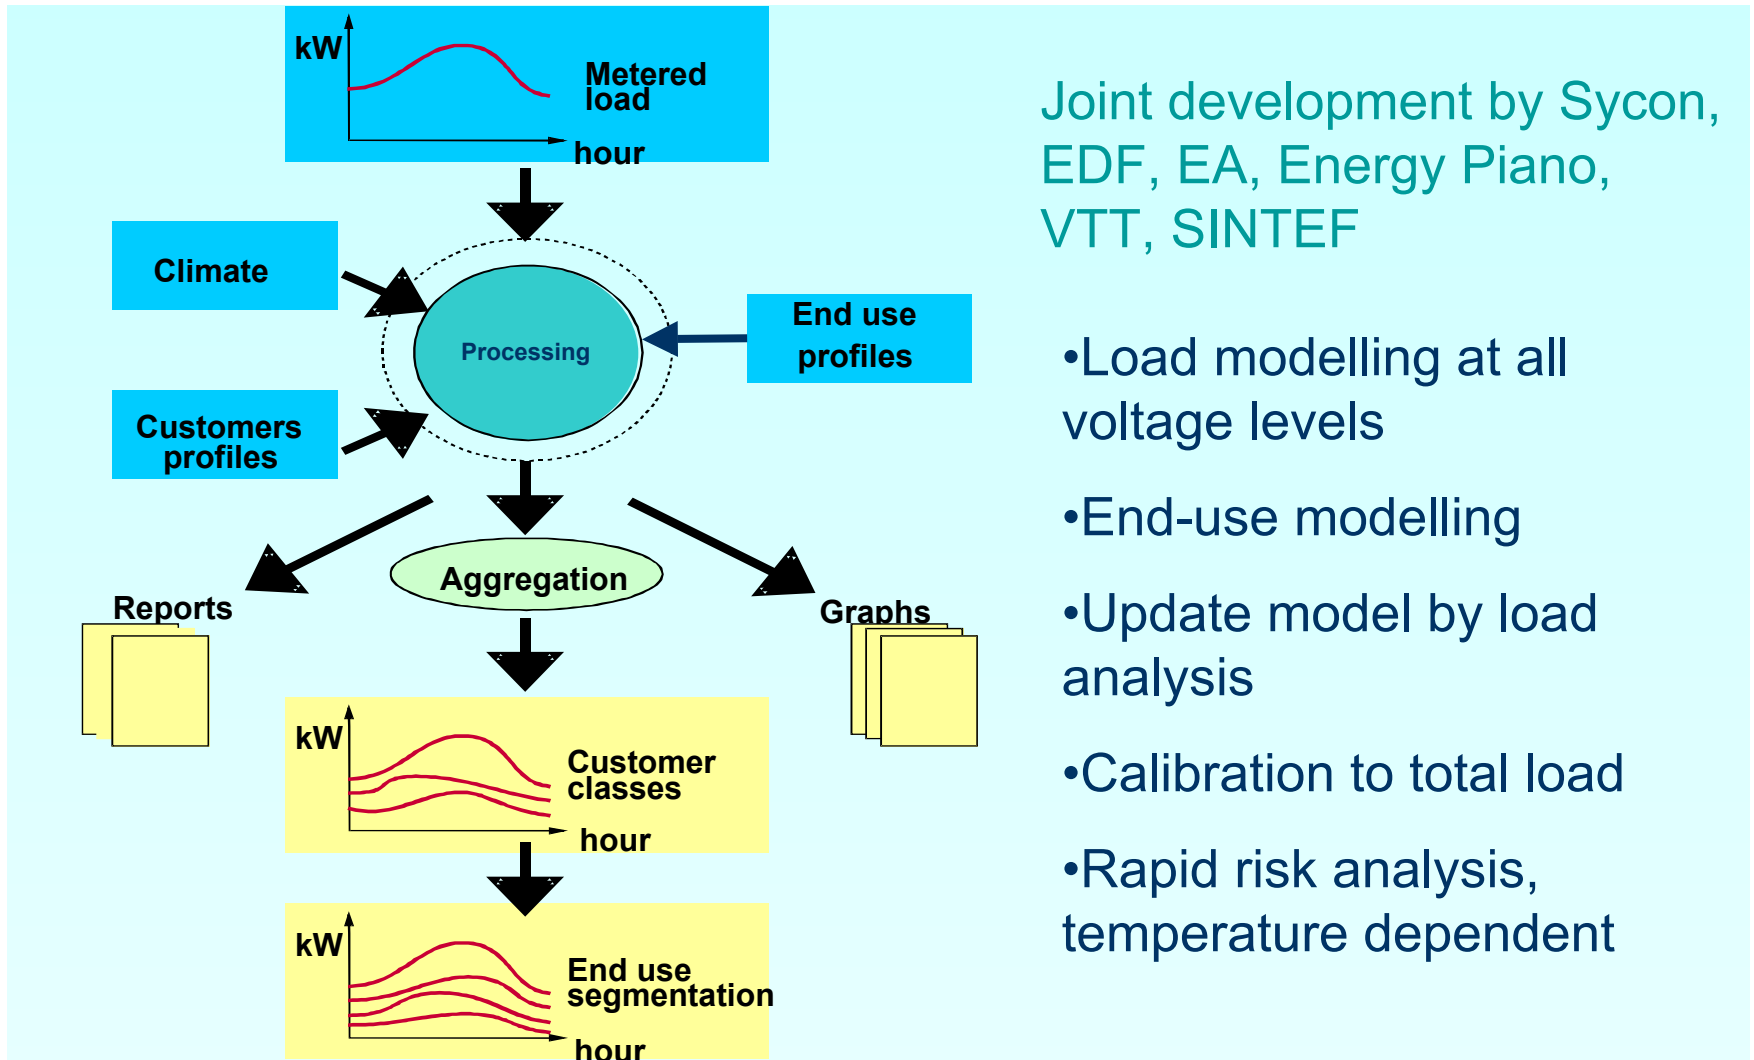 kW
Metered
load
hour
Climate
Processing
End use
profiles
Customers
profiles
Aggregation
Reports
Graphs
kW
Customer
classes
hour
kW
End use
segmentation
hour
Joint development by Sycon,
EDF, EA, Energy Piano,
VTT, SINTEF
•Load modelling at all
voltage levels
•End-use modelling
•Update model by load
analysis
•Calibration to total load
•Rapid risk analysis,
temperature dependent